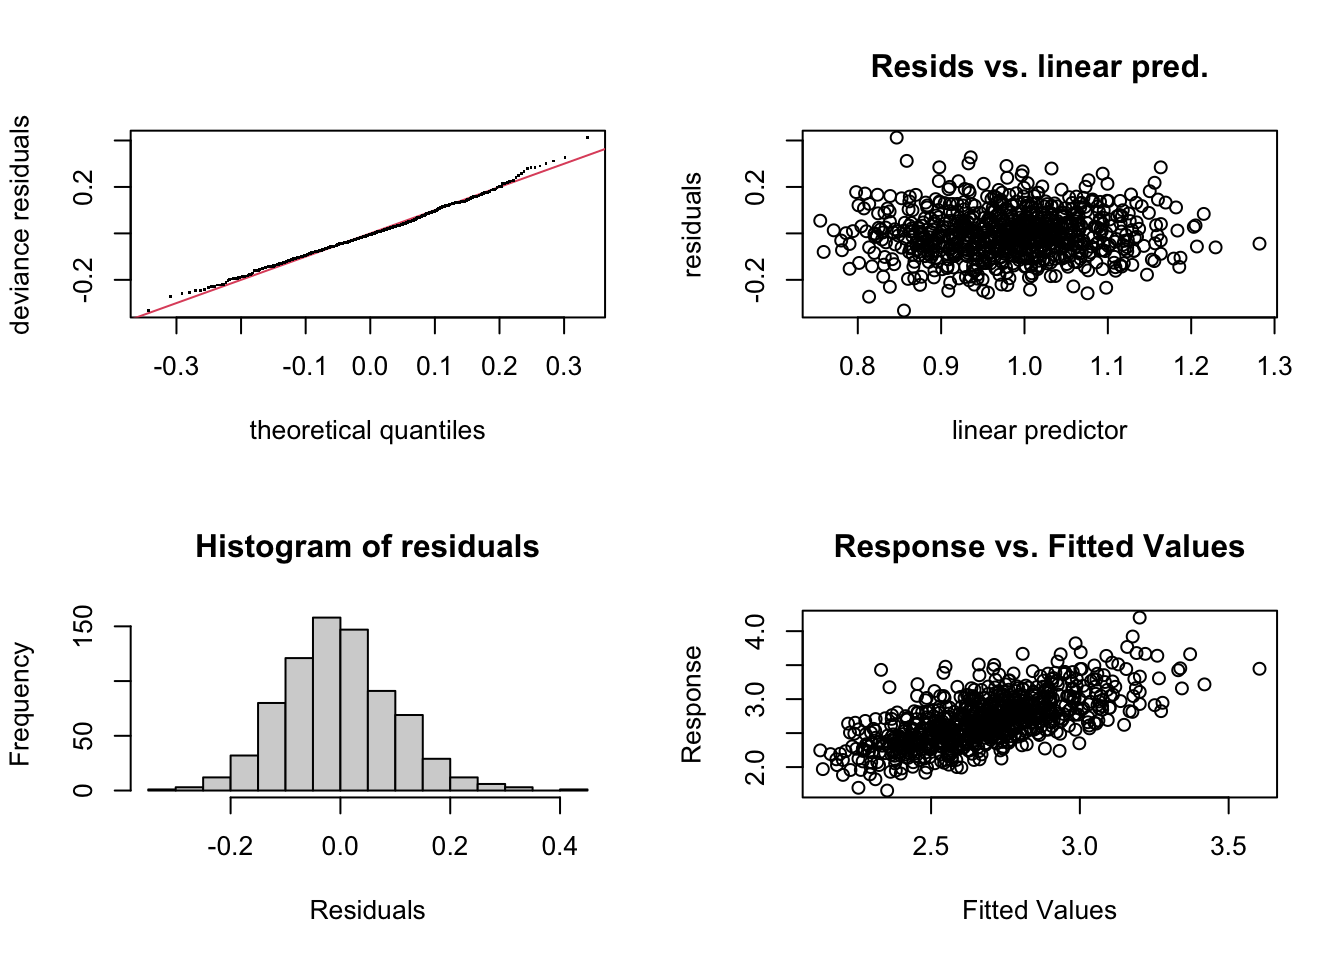 deviance residuals
0.2
-0.2
-0.3 -0.1 0.0 0.1 0.2 0.3
theoretical quantiles
Resids vs. linear pred.
residuals
0.2
-0.2
0.8 0.9 1.0 1.1 1.2 1.3
linear predictor
Histogram of residuals
Frequency
150
50
0
-0.2 0.0 0.2 0.4
Residuals
Response vs. Fitted Values
Response
4.0
3.0
2.0
2.5 3.0 3.5
Fitted Values